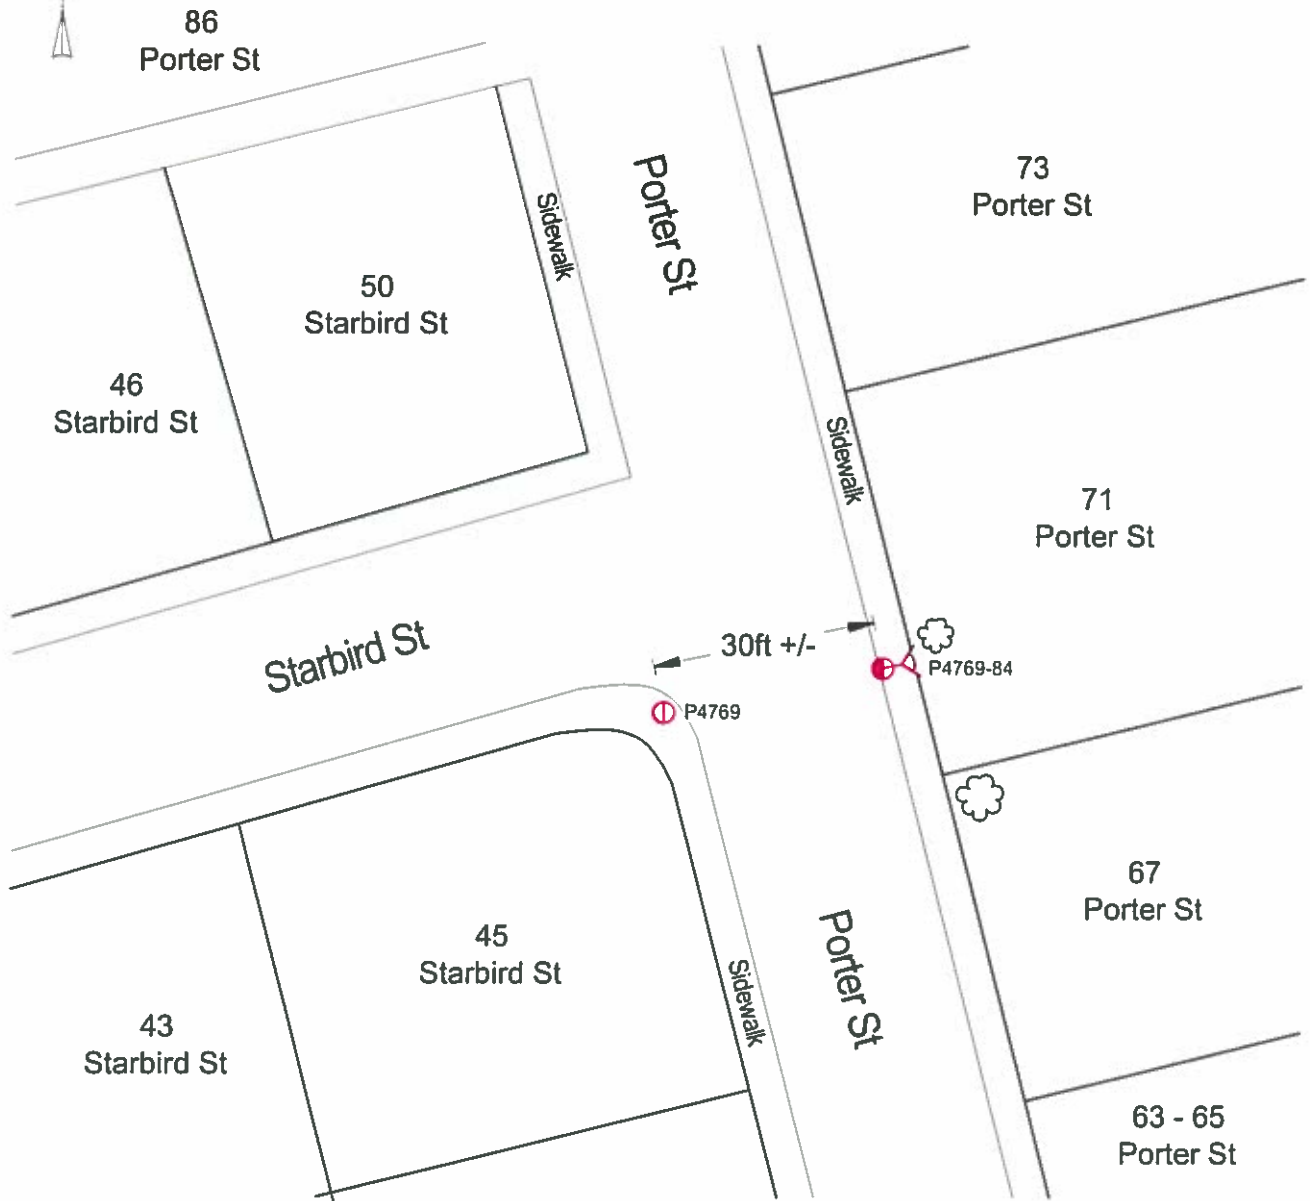 86
Porter St
73
Porter St
Porter St
Sidewalk
50
Starbird St
46
Starbird St
Sidewalk
71
Porter St
30ft +/-
Starbird St
P4769-84
P4769
67
Porter St
45
Starbird St
Porter St
Sidewalk
43
Starbird St
63 - 65
Porter St